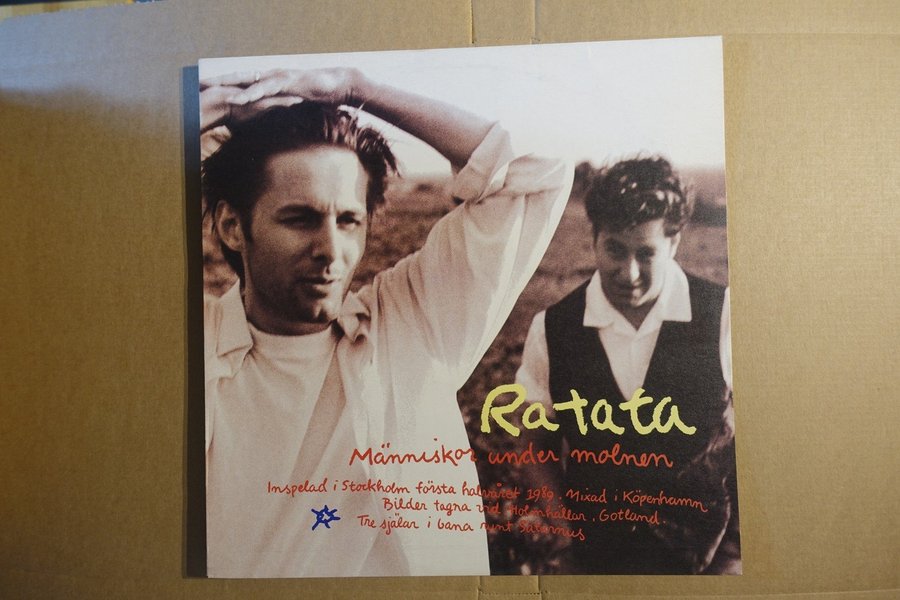 Ratata
Människor under molnen
Inspelad i Stockholm första halvåret 1989. Mixad i Köpenhamn
Bilder tagna vid Holmhällar, Gotland.
Tre själar i bana runt Saturnus